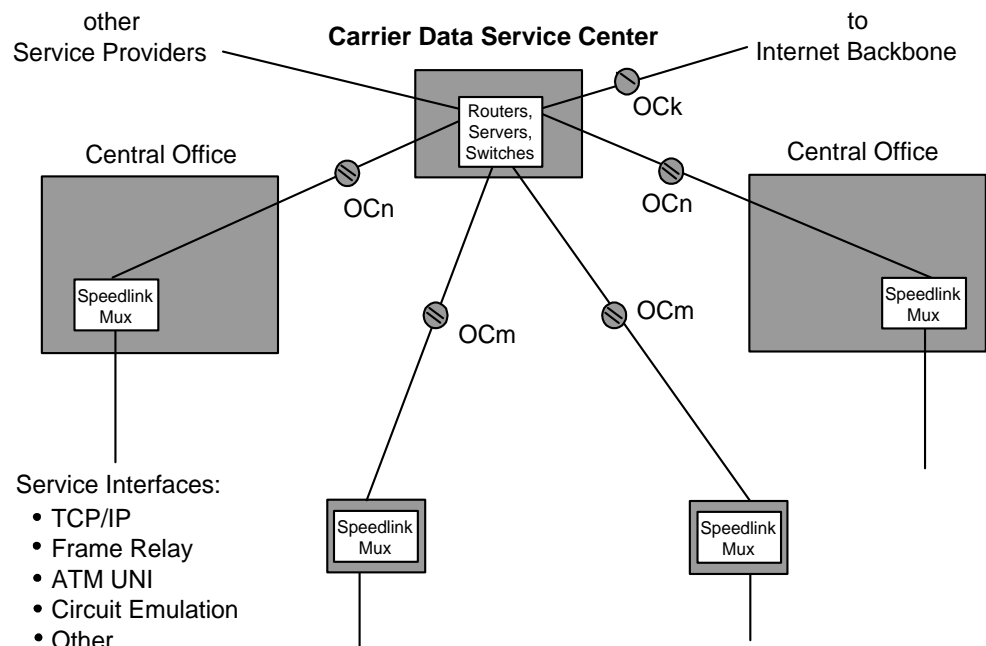 other
Service Providers
Carrier Data Service Center
to
Internet Backbone
OCk
Routers,
Servers,
Switches
Central Office
Central Office
OCn
OCn
Speedlink
Mux
Speedlink
Mux
OCm
OCm
Service Interfaces:
• TCP/IP
• Frame Relay
• ATM UNI
• Circuit Emulation
• Other
Speedlink
Mux
Speedlink
Mux